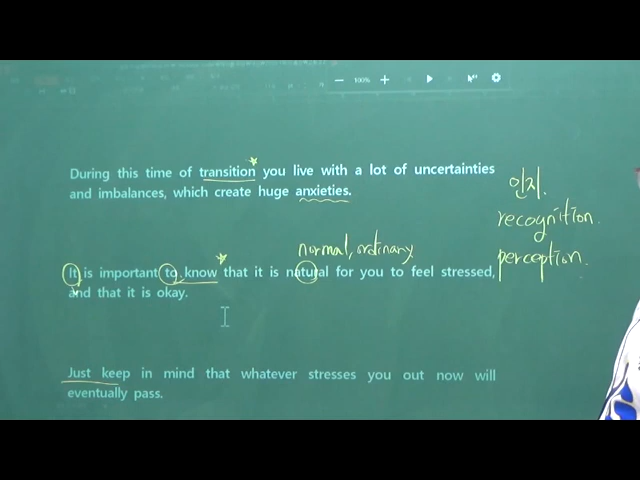 100%
During this time of transition you live with a lot of uncertainties
and imbalances, which create huge anxieties.
인지.
recognition.
normal, ordinary
perception.
It is important to know that it is natural for you to feel stressed,
and that it is okay.
Just keep in mind that whatever stresses you out now will
eventually pass.